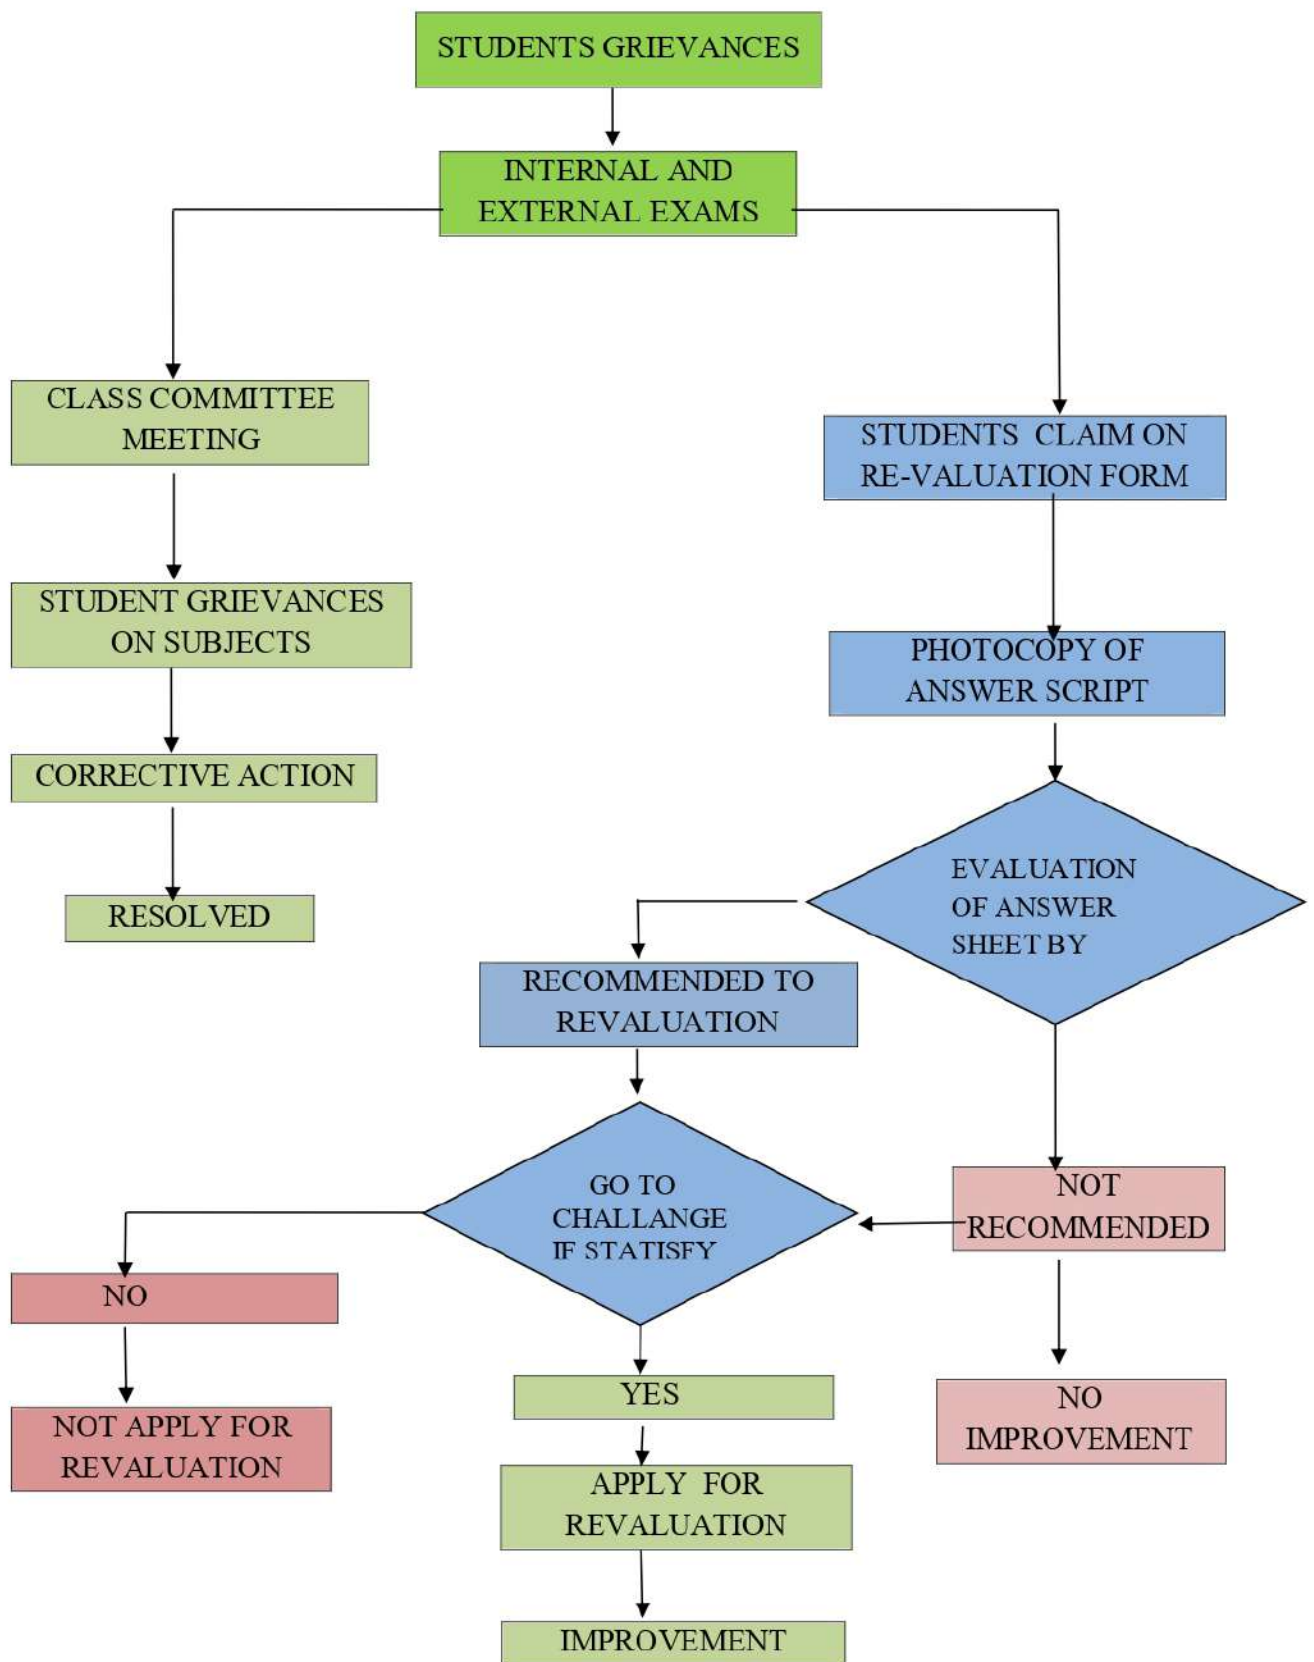 STUDENTS GRIEVANCES
INTERNAL AND
EXTERNAL EXAMS
CLASS COMMITTEE
MEETING
STUDENTS CLAIM ON
RE-VALUATION FORM
STUDENT GRIEVANCES
ON SUBJECTS
PHOTOCOPY OF
ANSWER SCRIPT
CORRECTIVE ACTION
RESOLVED
EVALUATION
OF ANSWER
SHEET BY
RECOMMENDED TO
REVALUATION
GO TO
CHALLANGE
IF STATISFY
NOT
RECOMMENDED
NO
NOT APPLY FOR
REVALUATION
YES
NO
IMPROVEMENT
APPLY FOR
REVALUATION
IMPROVEMENT